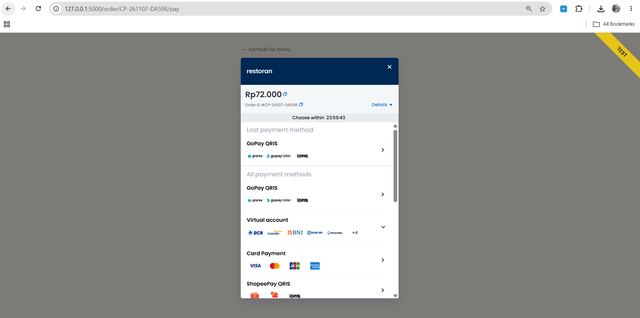 127.0.0.1:5000/order/CP-261107-DA598/pay
All Bookmarks
← Kembali ke menu
TEST
restoran
Rp72.000
Order ID #CP-261107-DA598
Details
Choose within 23:59:43
Last payment method
GoPay QRIS
gopay gopay later QRIS
All payment methods
GoPay QRIS
gopay gopay later QRIS
Virtual account
BCA mandiri BNI +4
Card Payment
VISA mastercard JCB
ShopeePay QRIS